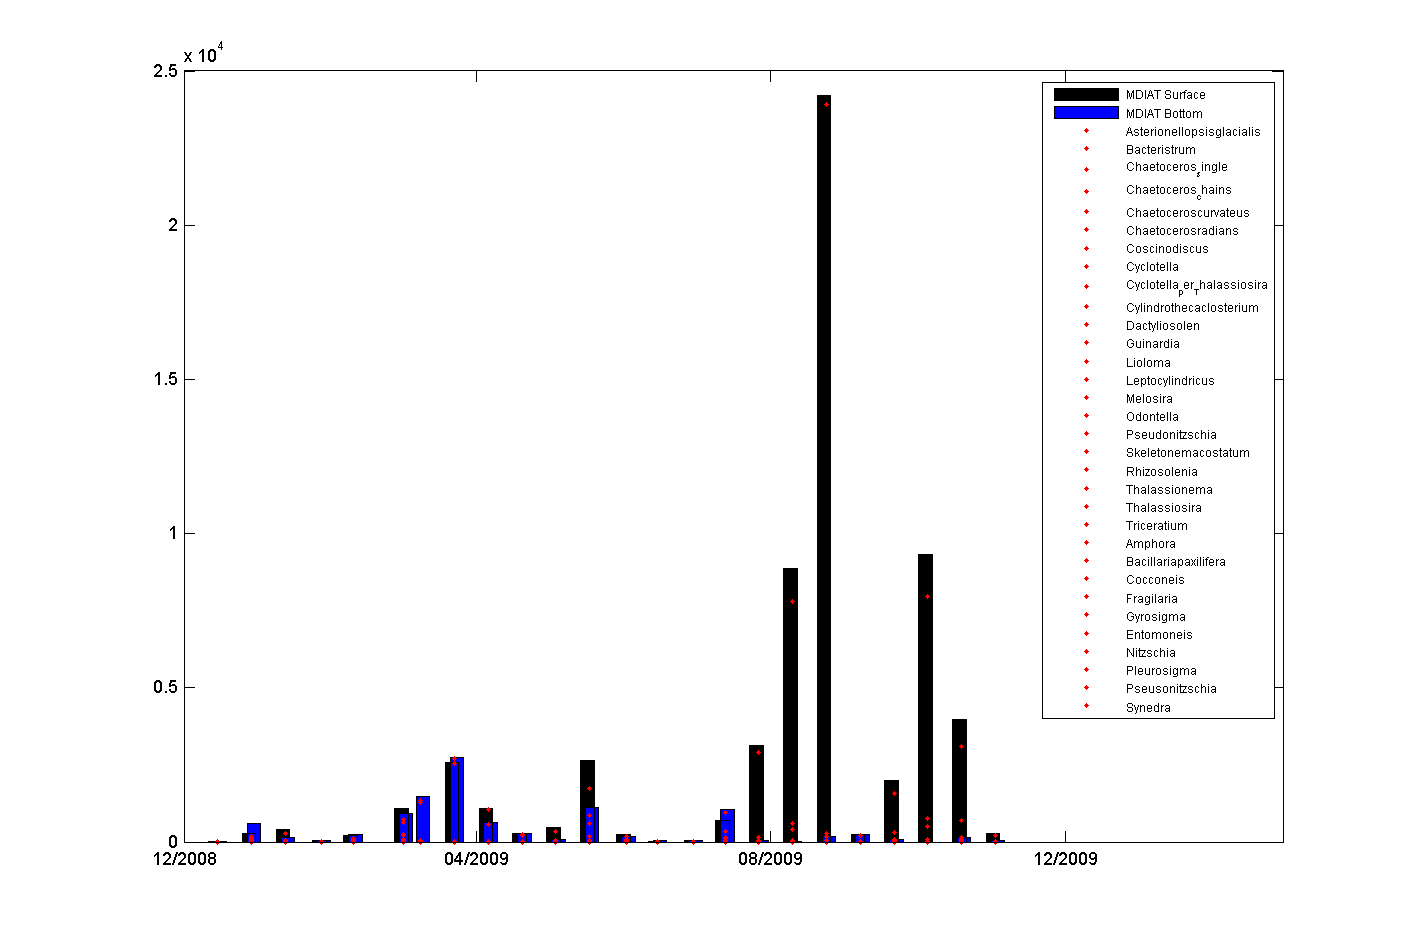 x 10^4
2.5
2
1.5
1
0.5
0
12/2008
04/2009
08/2009
12/2009
MDIAT Surface
MDIAT Bottom
Asterionellopsisglacialis
Bacteristrum
Chaetoceros_single
Chaetoceros_chains
Chaetoceroscurvateus
Chaetocerosradians
Coscinodiscus
Cyclotella
Cyclotella_per_Thalassiosira
Cylindrothecaclosterium
Dactyliosolen
Guinardia
Lioloma
Leptocylindricus
Melosira
Odontella
Pseudonitzschia
Skeletonemacostatum
Rhizosolenia
Thalassionema
Thalassiosira
Triceratium
Amphora
Bacillariapaxilifera
Cocconeis
Fragilaria
Gyrosigma
Entomoneis
Nitzschia
Pleurosigma
Pseusonitzschia
Synedra